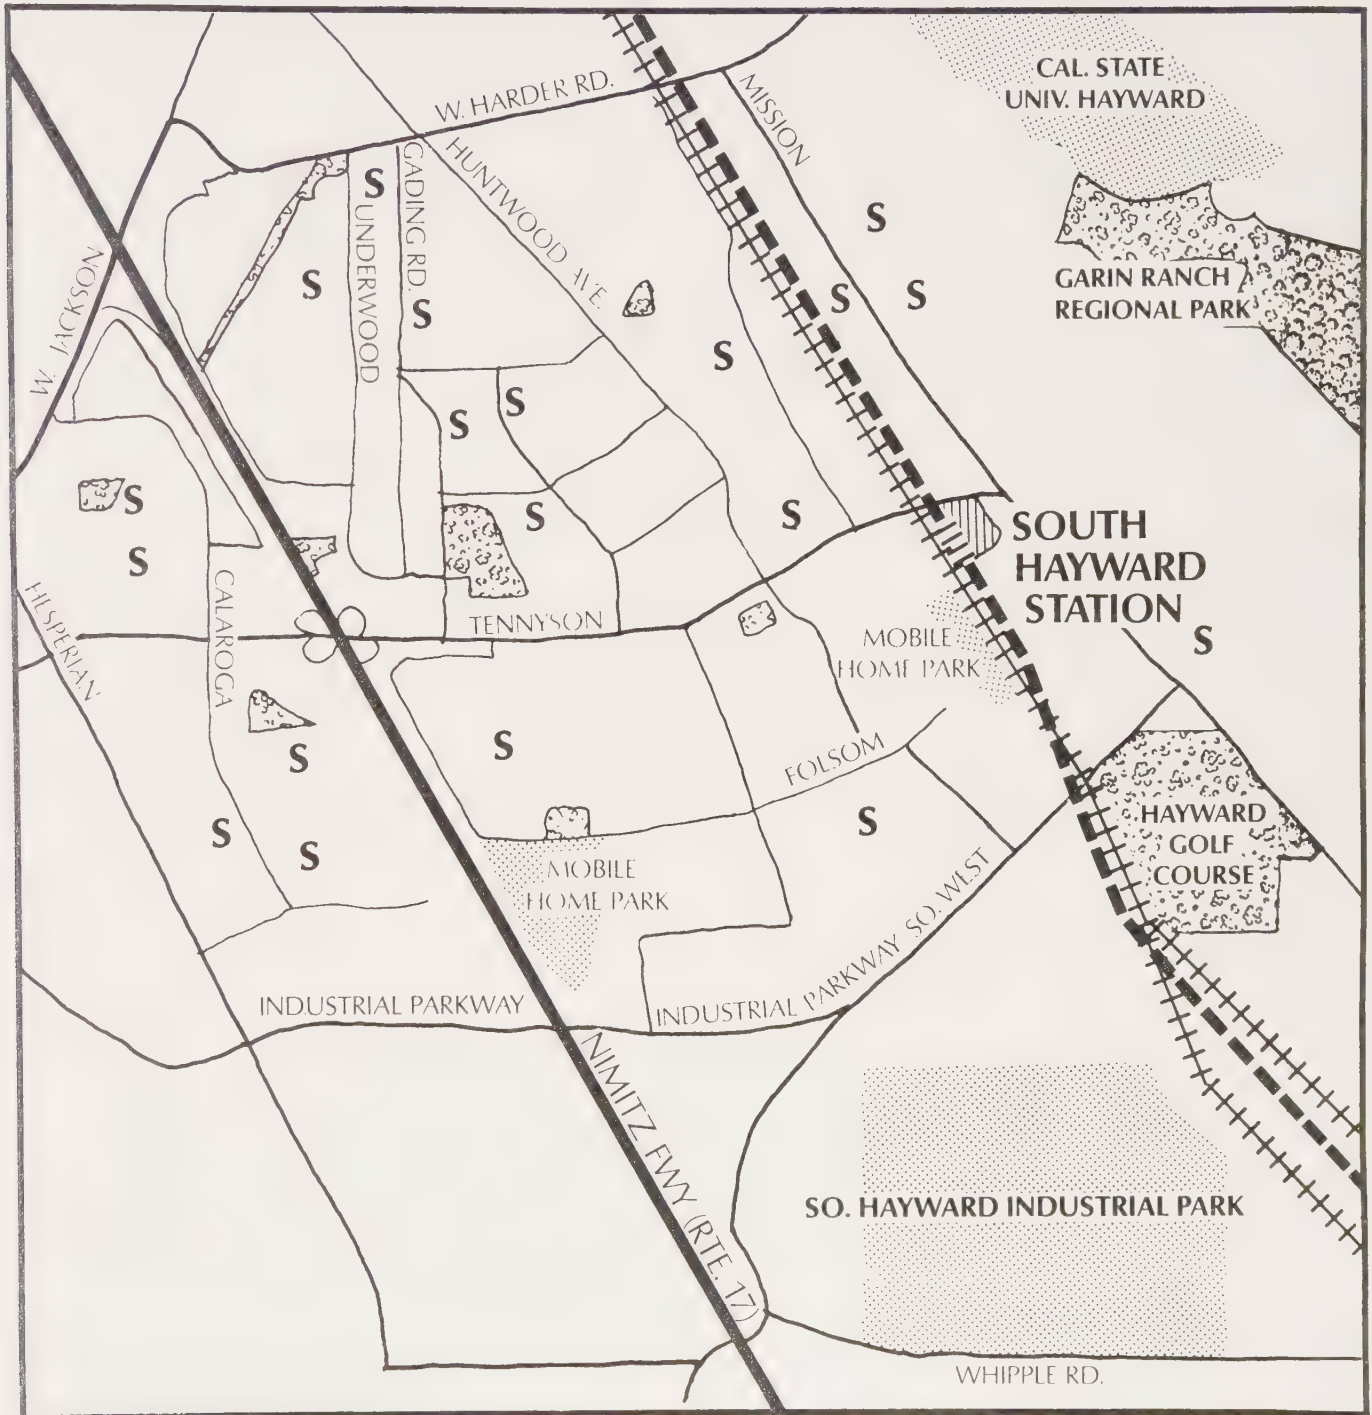 CAL. STATE
UNIV. HAYWARD
W. HARDER RD.
MISSION
HUNTWOOD AVE.
GADING RD.
S
UNDERWOOD
S
S
S
GARIN RANCH
REGIONAL PARK
S
S
S
W. JACKSON
S
S
S
S
S
S
S
SOUTH
HAYWARD
STATION
S
HESPERIAN
CALAROGA
TENNYSON
MOBILE
HOME PARK
S
S
FOLSOM
S
S
S
HAYWARD
GOLF
COURSE
MOBILE
HOME PARK
INDUSTRIAL PARKWAY SO. WEST
INDUSTRIAL PARKWAY
NIMITZ FWY (RTE. 17)
SO. HAYWARD INDUSTRIAL PARK
WHIPPLE RD.